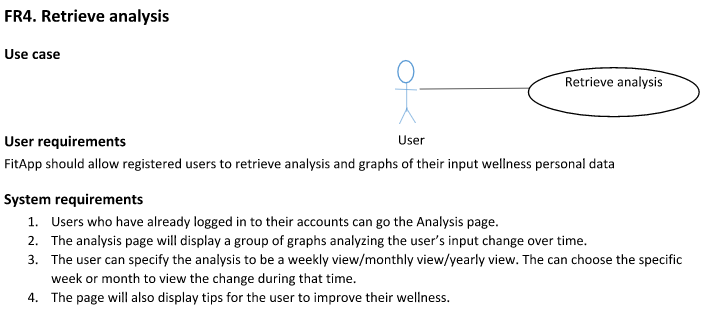 FR4. Retrieve analysis
Use case
Retrieve analysis
User
User requirements
FitApp should allow registered users to retrieve analysis and graphs of their input wellness personal data
System requirements
1. Users who have already logged in to their accounts can go the Analysis page.
2. The analysis page will display a group of graphs analyzing the user's input change over time.
3. The user can specify the analysis to be a weekly view/monthly view/yearly view. The can choose the specific
week or month to view the change during that time.
4. The page will also display tips for the user to improve their wellness.